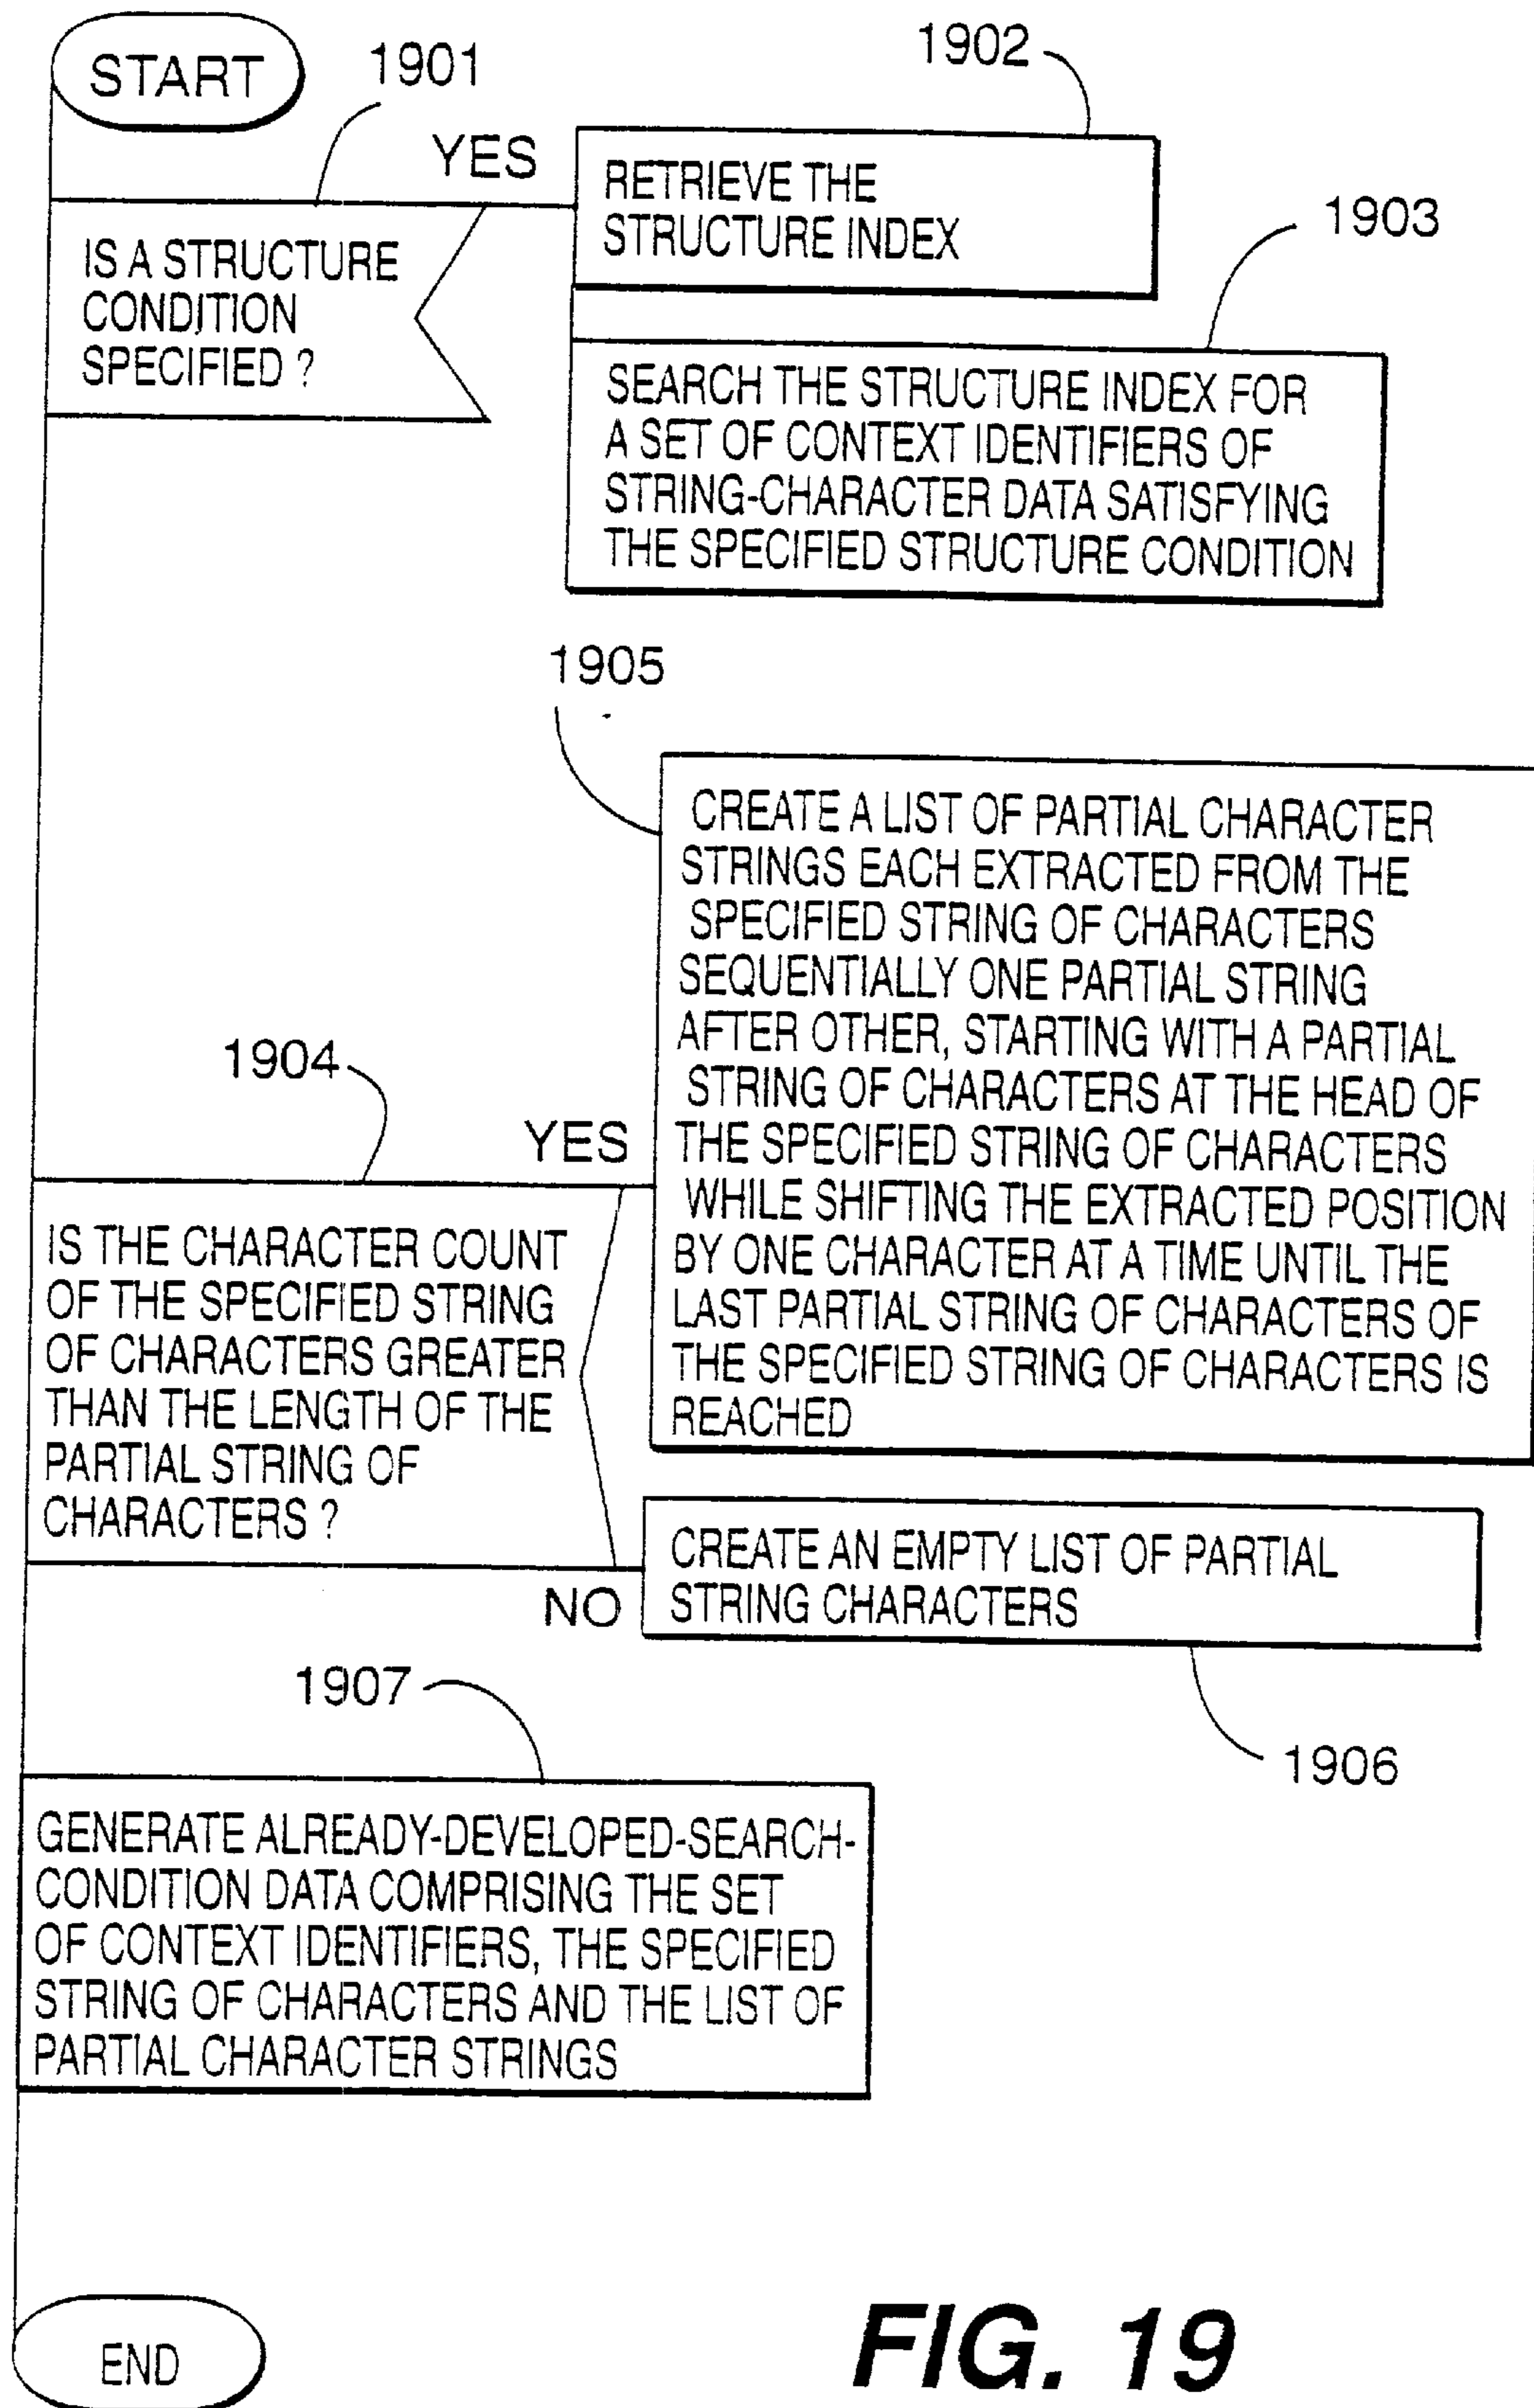 START
1901
1902
YES
RETRIEVE THE
STRUCTURE INDEX
1903
IS A STRUCTURE
CONDITION
SPECIFIED ?
SEARCH THE STRUCTURE INDEX FOR
A SET OF CONTEXT IDENTIFIERS OF
STRING-CHARACTER DATA SATISFYING
THE SPECIFIED STRUCTURE CONDITION
1905
CREATE A LIST OF PARTIAL CHARACTER
STRINGS EACH EXTRACTED FROM THE
SPECIFIED STRING OF CHARACTERS
SEQUENTIALLY ONE PARTIAL STRING
AFTER OTHER, STARTING WITH A PARTIAL
STRING OF CHARACTERS AT THE HEAD OF
THE SPECIFIED STRING OF CHARACTERS
WHILE SHIFTING THE EXTRACTED POSITION
BY ONE CHARACTER AT A TIME UNTIL THE
LAST PARTIAL STRING OF CHARACTERS OF
THE SPECIFIED STRING OF CHARACTERS IS
REACHED
1904
YES
IS THE CHARACTER COUNT
OF THE SPECIFIED STRING
OF CHARACTERS GREATER
THAN THE LENGTH OF THE
PARTIAL STRING OF
CHARACTERS ?
NO
CREATE AN EMPTY LIST OF PARTIAL
STRING CHARACTERS
1906
1907
GENERATE ALREADY-DEVELOPED-SEARCH-
CONDITION DATA COMPRISING THE SET
OF CONTEXT IDENTIFIERS, THE SPECIFIED
STRING OF CHARACTERS AND THE LIST OF
PARTIAL CHARACTER STRINGS
END
FIG. 19